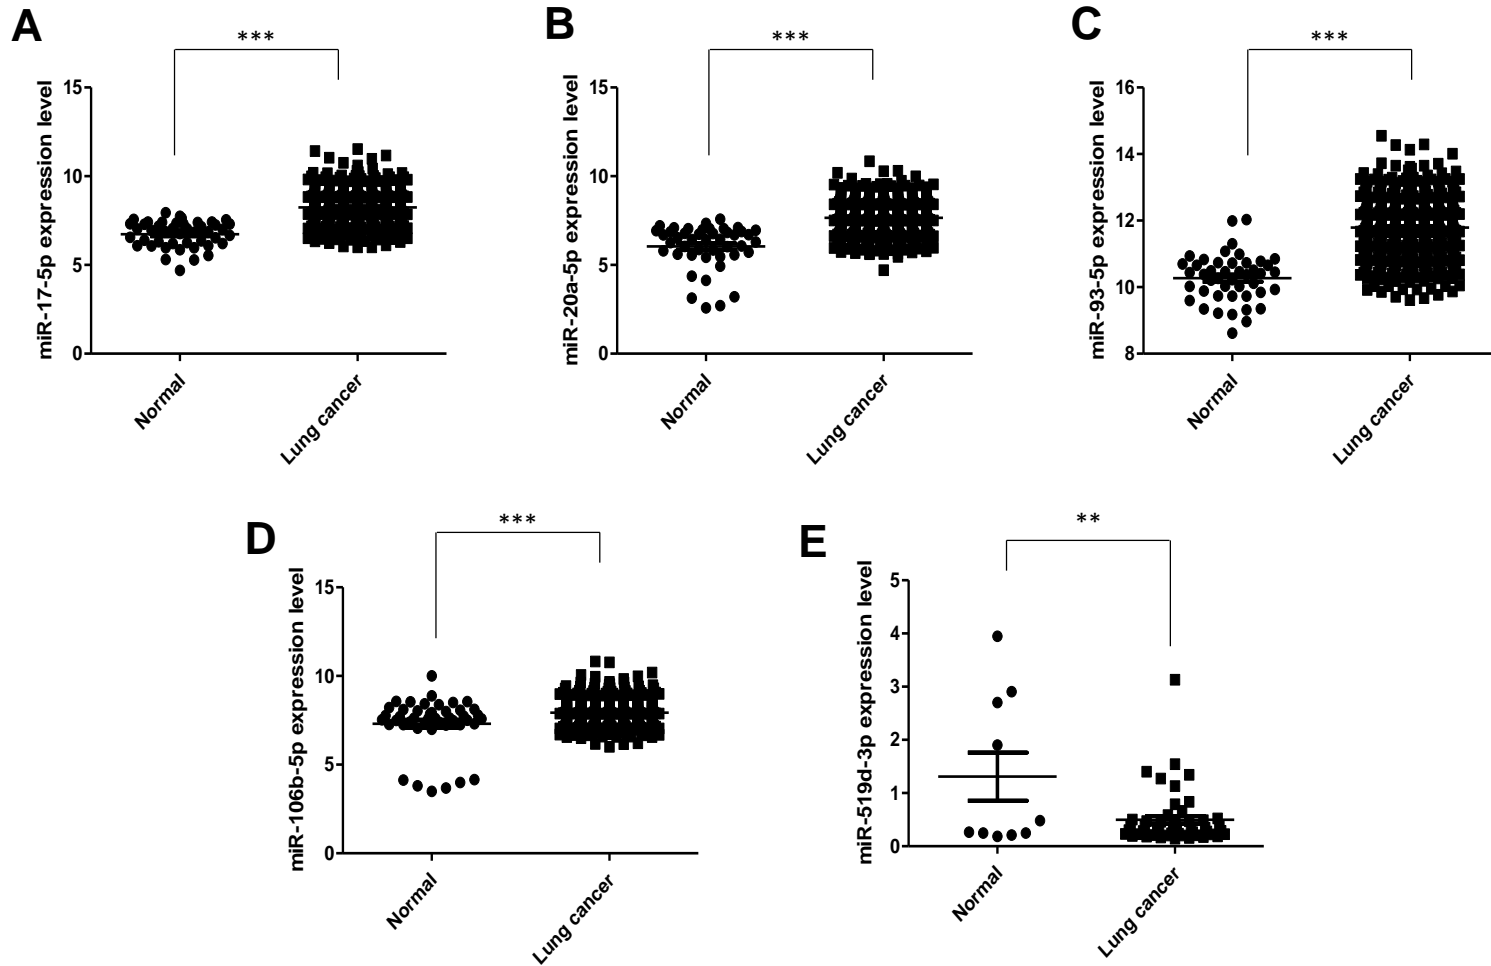 A
***
miR-17-5p expression level
15
10
5
0
Normal
Lung cancer
B
***
miR-20a-5p expression level
15
10
5
0
Normal
Lung cancer
C
***
miR-93-5p expression level
16
14
12
10
8
Normal
Lung cancer
D
***
miR-106b-5p expression level
15
10
5
0
Normal
Lung cancer
E
**
miR-519d-3p expression level
5
4
3
2
1
0
Normal
Lung cancer